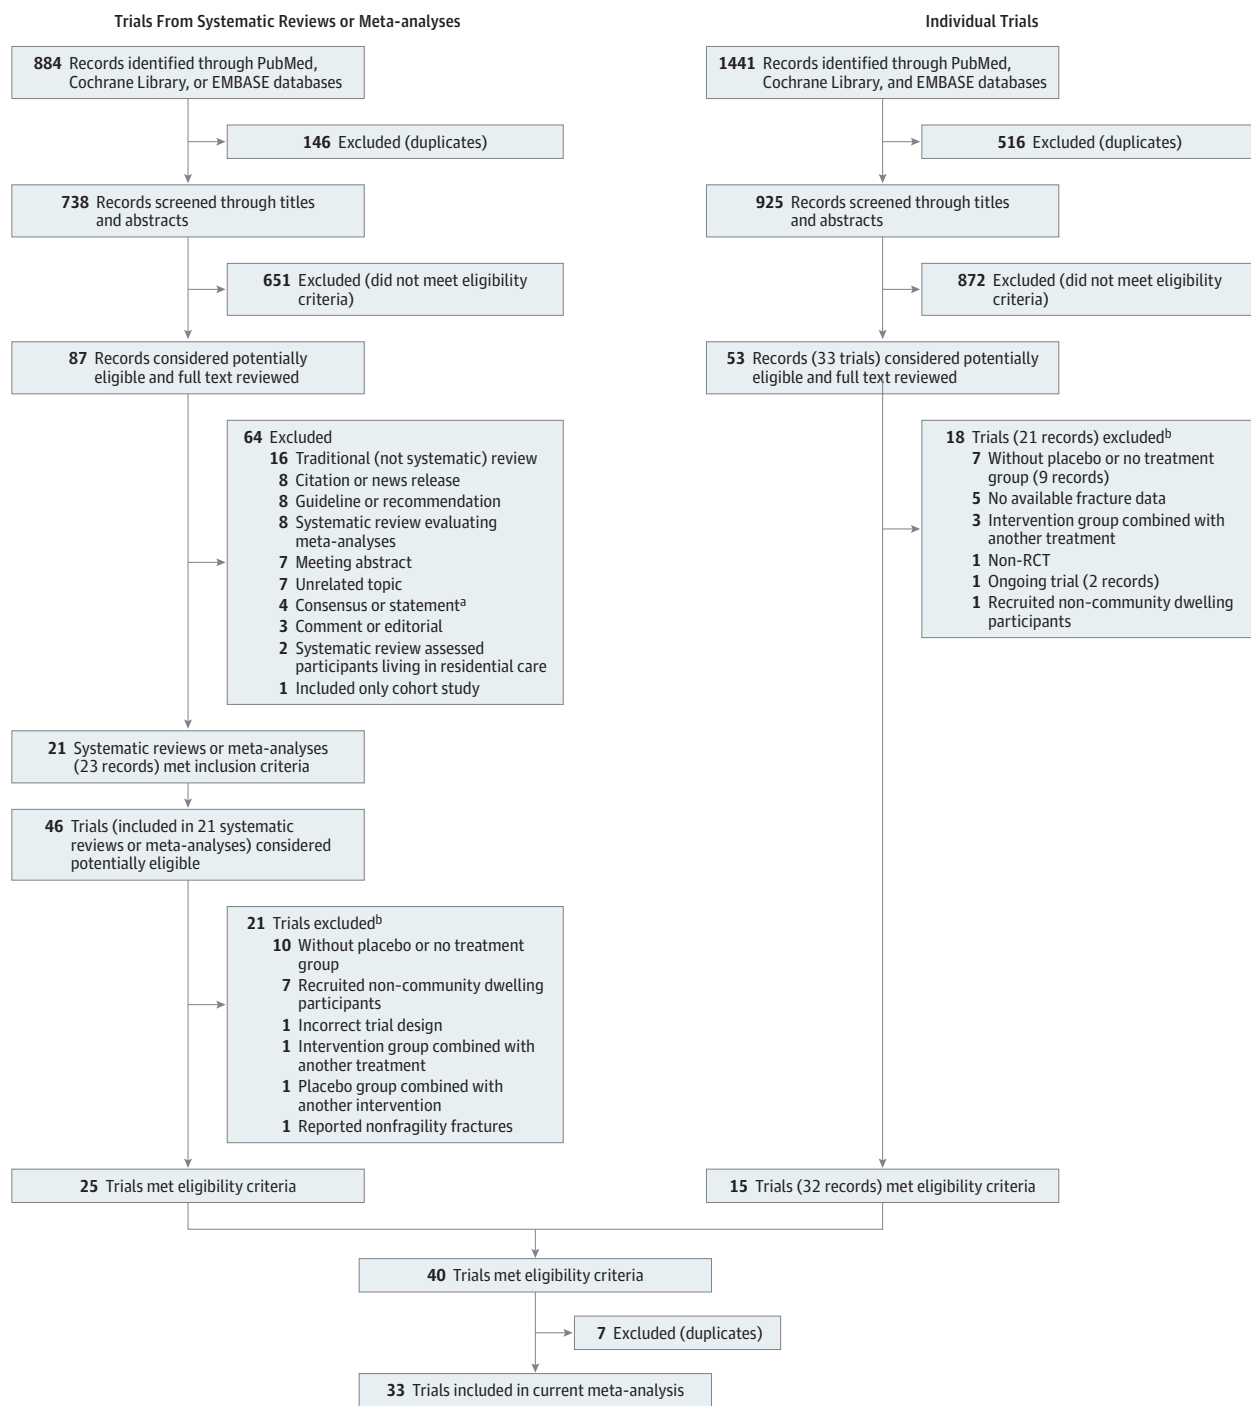 Trials From Systematic Reviews or Meta-analyses
884 Records identified through PubMed,
Cochrane Library, or EMBASE databases
146 Excluded (duplicates)
738 Records screened through titles
and abstracts
651 Excluded (did not meet eligibility
criteria)
87 Records considered potentially
eligible and full text reviewed
64 Excluded
16 Traditional (not systematic) review
8 Citation or news release
8 Guideline or recommendation
8 Systematic review evaluating
meta-analyses
7 Meeting abstract
7 Unrelated topic
4 Consensus or statementa
3 Comment or editorial
2 Systematic review assessed
participants living in residential care
1 Included only cohort study
21 Systematic reviews or meta-analyses
(23 records) met inclusion criteria
46 Trials (included in 21 systematic
reviews or meta-analyses) considered
potentially eligible
21 Trials excludedb
10 Without placebo or no treatment
group
7 Recruited non-community dwelling
participants
1 Incorrect trial design
1 Intervention group combined with
another treatment
1 Placebo group combined with
another intervention
1 Reported nonfragility fractures
25 Trials met eligibility criteria
Individual Trials
1441 Records identified through PubMed,
Cochrane Library, and EMBASE databases
516 Excluded (duplicates)
925 Records screened through titles
and abstracts
872 Excluded (did not meet eligibility
criteria)
53 Records (33 trials) considered potentially
eligible and full text reviewed
18 Trials (21 records) excludedb
7 Without placebo or no treatment
group (9 records)
5 No available fracture data
3 Intervention group combined with
another treatment
1 Non-RCT
1 Ongoing trial (2 records)
1 Recruited non-community dwelling
participants
15 Trials (32 records) met eligibility criteria
40 Trials met eligibility criteria
7 Excluded (duplicates)
33 Trials included in current meta-analysis